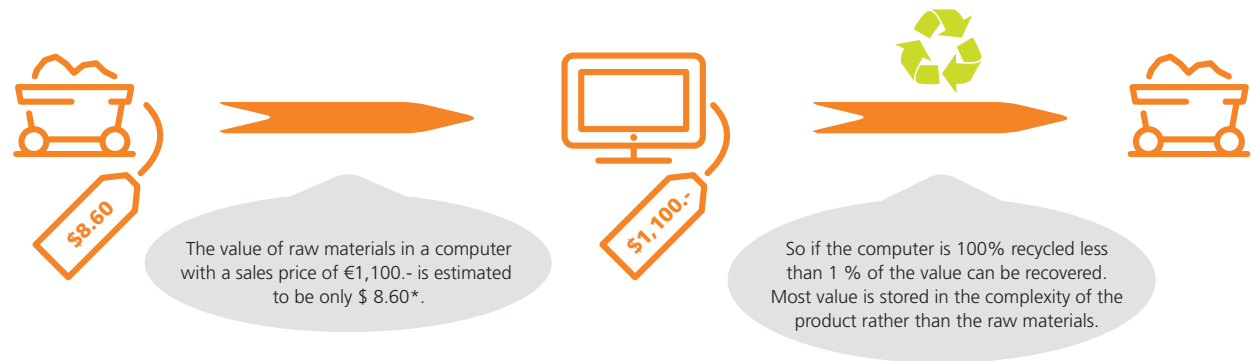 $8.60
The value of raw materials in a computer
with a sales price of €1,100.- is estimated
to be only $ 8.60*.
$1,100.-
So if the computer is 100% recycled less
than 1 % of the value can be recovered.
Most value is stored in the complexity of the
product rather than the raw materials.